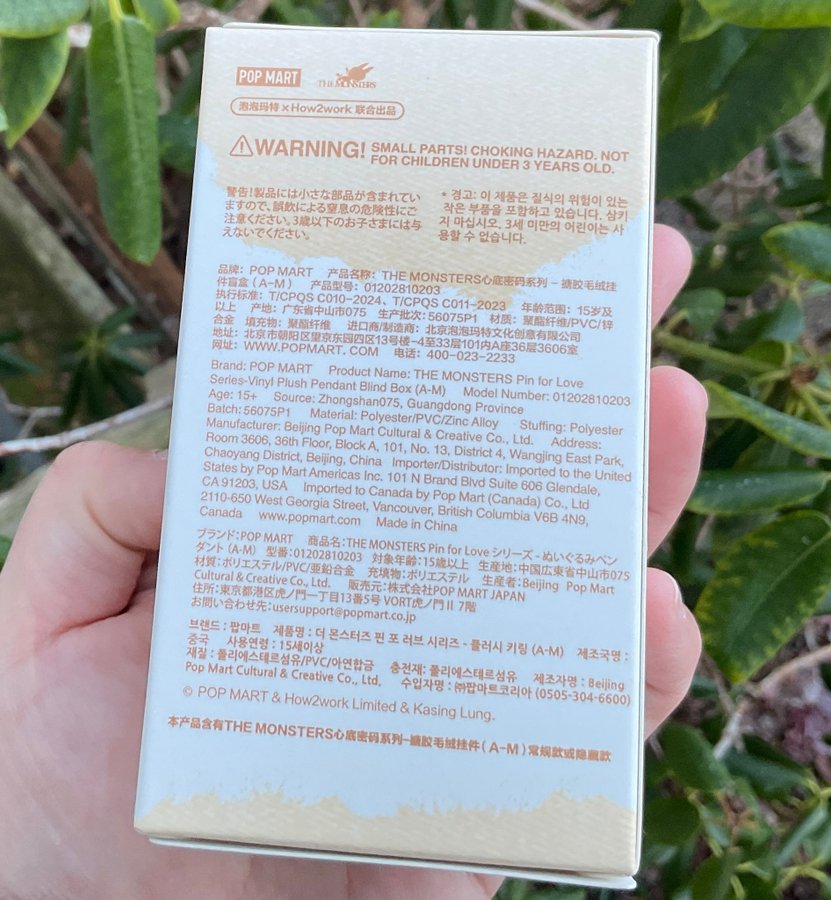 POP MART THE MONSTERS
泡泡玛特×How2work 联合出品
WARNING! SMALL PARTS! CHOKING HAZARD. NOT
FOR CHILDREN UNDER 3 YEARS OLD.
警告!製品には小さな部品が含まれてい
ますので、誤飲による窒息の危険性にご
注意ください。3歳以下のお子さまには与
えないでください。
* 경고: 이 제품은 질식의 위험이 있는
작은 부품을 포함하고 있습니다. 삼키
지 마십시오. 3세 미만의 어린이는 사
용할 수 없습니다.
品牌: POP MART 产品名称: THE MONSTERS心底密码系列 – 搪胶毛绒挂
件盲盒 (A-M) 产品型号: 01202810203
执行标准: T/CPQS C010-2024、T/CPQS C011-2023 年龄范围: 15岁及
以上 产地: 广东省中山市075 生产批次: 56075P1 材质: 聚酯纤维/PVC/锌
合金 填充物: 聚酯纤维 进口商/制造商: 北京泡泡玛特文化创意有限公司
地址: 北京市朝阳区望京东园四区13号楼-4至33层101内A座36层3606室
网址: WWW.POPMART.COM 电话: 400-023-2233
Brand: POP MART Product Name: THE MONSTERS Pin for Love
Series-Vinyl Plush Pendant Blind Box (A-M) Model Number: 01202810203
Age: 15+ Source: Zhongshan075, Guangdong Province
Batch: 56075P1 Material: Polyester/PVC/Zinc Alloy Stuffing: Polyester
Manufacturer: Beijing Pop Mart Cultural & Creative Co., Ltd. Address:
Room 3606, 36th Floor, Block A, 101, No. 13, District 4, Wangjing East Park,
Chaoyang District, Beijing, China Importer/Distributor: Imported to the United
States by Pop Mart Americas Inc. 101 N Brand Blvd Suite 606 Glendale,
CA 91203, USA Imported to Canada by Pop Mart (Canada) Co., Ltd
2110-650 West Georgia Street, Vancouver, British Columbia V6B 4N9,
Canada www.popmart.com Made in China
ブランド:POP MART 商品名:THE MONSTERS Pin for Love シリーズ - ぬいぐるみペン
ダント (A-M) 型番:01202810203 対象年齢:15歳以上 生産地:中国広東省中山市075
材質:ポリエステル/PVC/亜鉛合金 充填物:ポリエステル 生産者:Beijing Pop Mart
Cultural & Creative Co., Ltd. 販売元:株式会社POP MART JAPAN
住所:東京都港区虎ノ門一丁目13番5号 VORT虎ノ門II 7階
お問い合わせ先:usersupport@popmart.co.jp
브랜드 : 팝마트 제품명 : 더 몬스터즈 핀 포 러브 시리즈 - 플러시 키링 (A-M) 제조국명 :
중국 사용연령 : 15세이상
재질 : 폴리에스테르섬유/PVC/아연합금 충전재: 폴리에스테르섬유 제조자명 : Beijing
Pop Mart Cultural & Creative Co., Ltd. 수입자명 : ㈜팝마트코리아 (0505-304-6600)
© POP MART & How2work Limited & Kasing Lung.
本产品含有THE MONSTERS心底密码系列–搪胶毛绒挂件(A-M)常规款或隐藏款